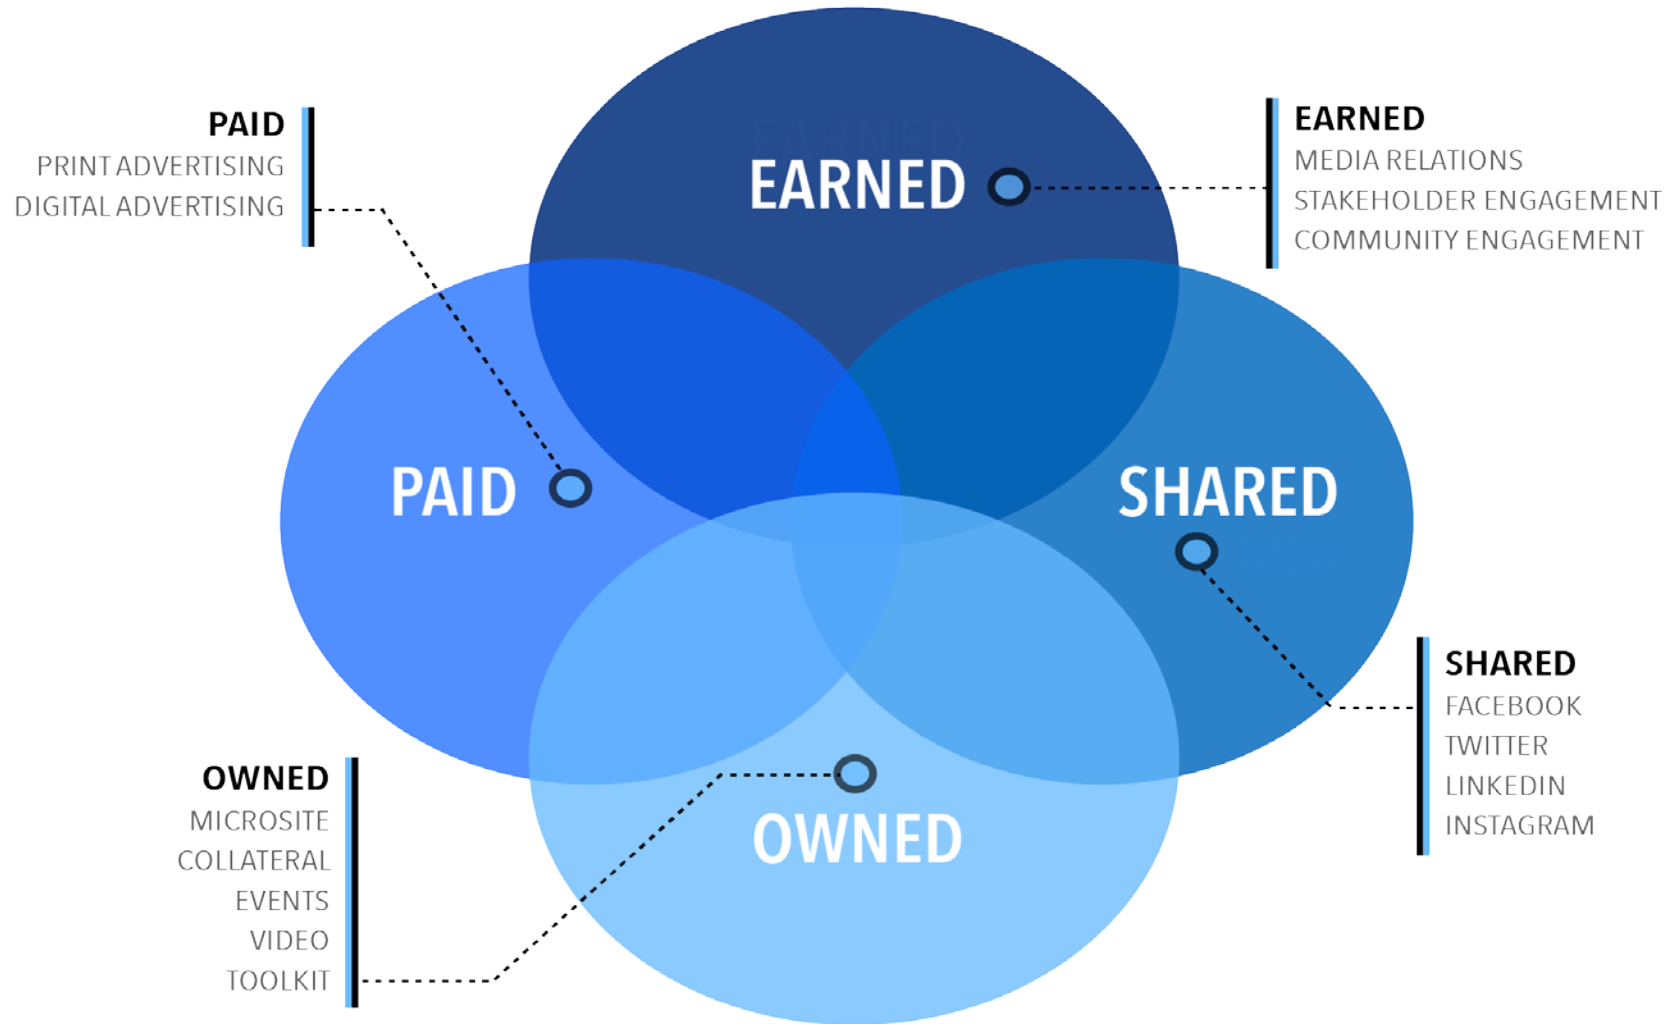 PAID
PRINT ADVERTISING
DIGITAL ADVERTISING
EARNED
EARNED
MEDIA RELATIONS
STAKEHOLDER ENGAGEMENT
COMMUNITY ENGAGEMENT
PAID
SHARED
SHARED
FACEBOOK
TWITTER
LINKEDIN
INSTAGRAM
OWNED
MICROSITE
COLLATERAL
EVENTS
VIDEO
TOOLKIT
OWNED